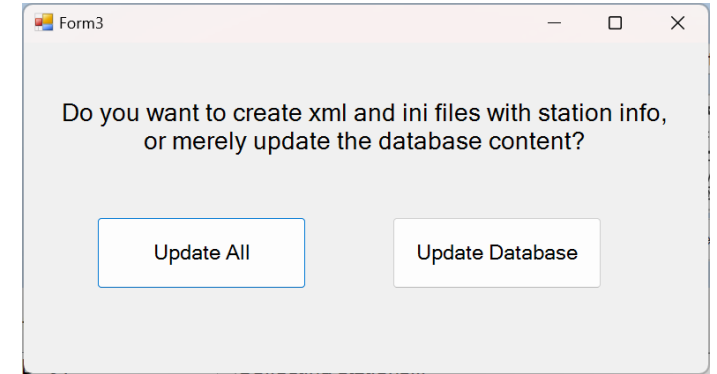 Form3
Do you want to create xml and ini files with station info,
or merely update the database content?
Update All
Update Database